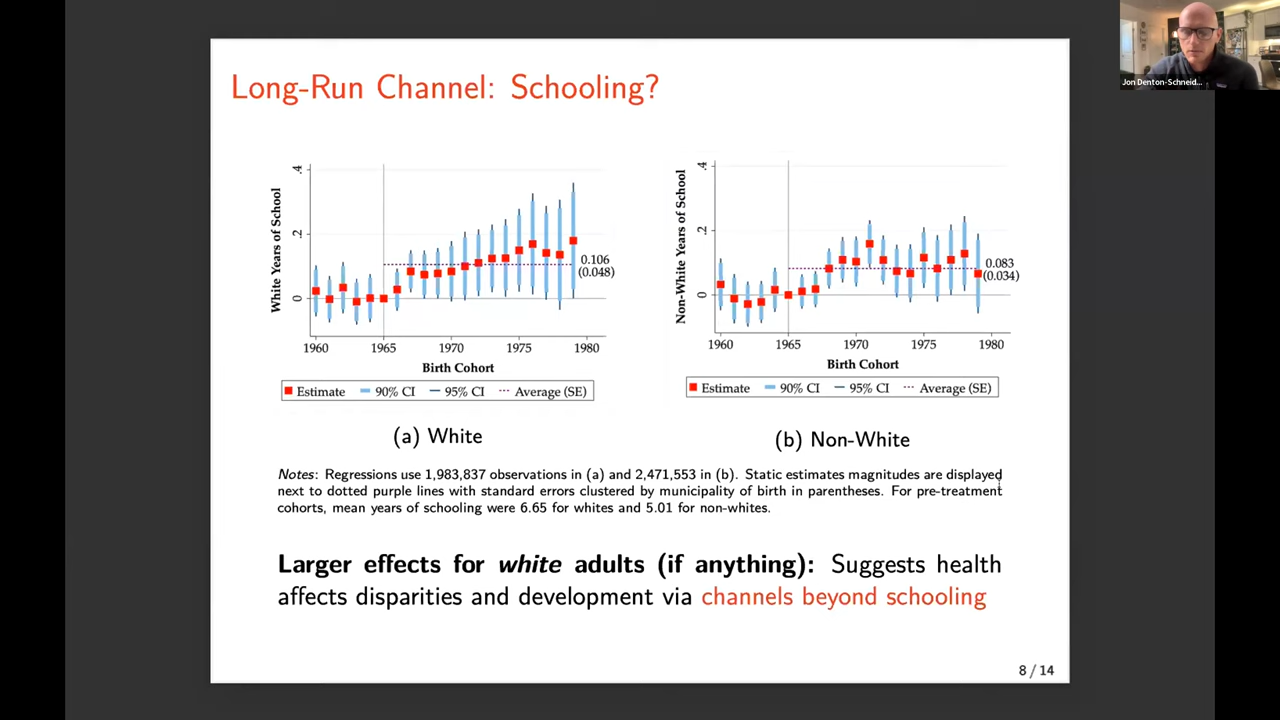 Jon Denton-Schneid...
Long-Run Channel: Schooling?
White Years of School
.4
.2
0
0.106
(0.048)
1960 1965 1970 1975 1980
Birth Cohort
Estimate 90% CI 95% CI Average (SE)
(a) White
Non-White Years of School
.4
.2
0
0.083
(0.034)
1960 1965 1970 1975 1980
Birth Cohort
Estimate 90% CI 95% CI Average (SE)
(b) Non-White
Notes: Regressions use 1,983,837 observations in (a) and 2,471,553 in (b). Static estimates magnitudes are displayed
next to dotted purple lines with standard errors clustered by municipality of birth in parentheses. For pre-treatment
cohorts, mean years of schooling were 6.65 for whites and 5.01 for non-whites.
Larger effects for white adults (if anything): Suggests health
affects disparities and development via channels beyond schooling
8 / 14